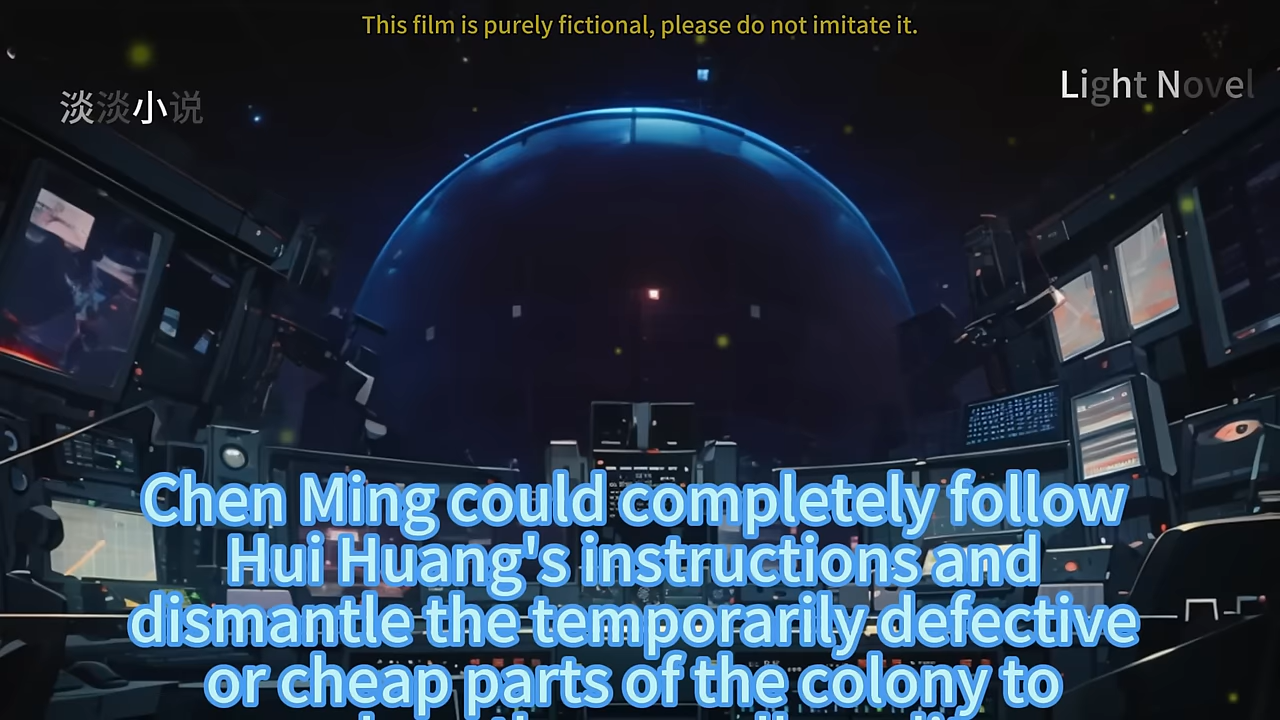 This film is purely fictional, please do not imitate it.
淡淡小说
Light Novel
Chen Ming could completely follow
Hui Huang's instructions and
dismantle the temporarily defective
or cheap parts of the colony to